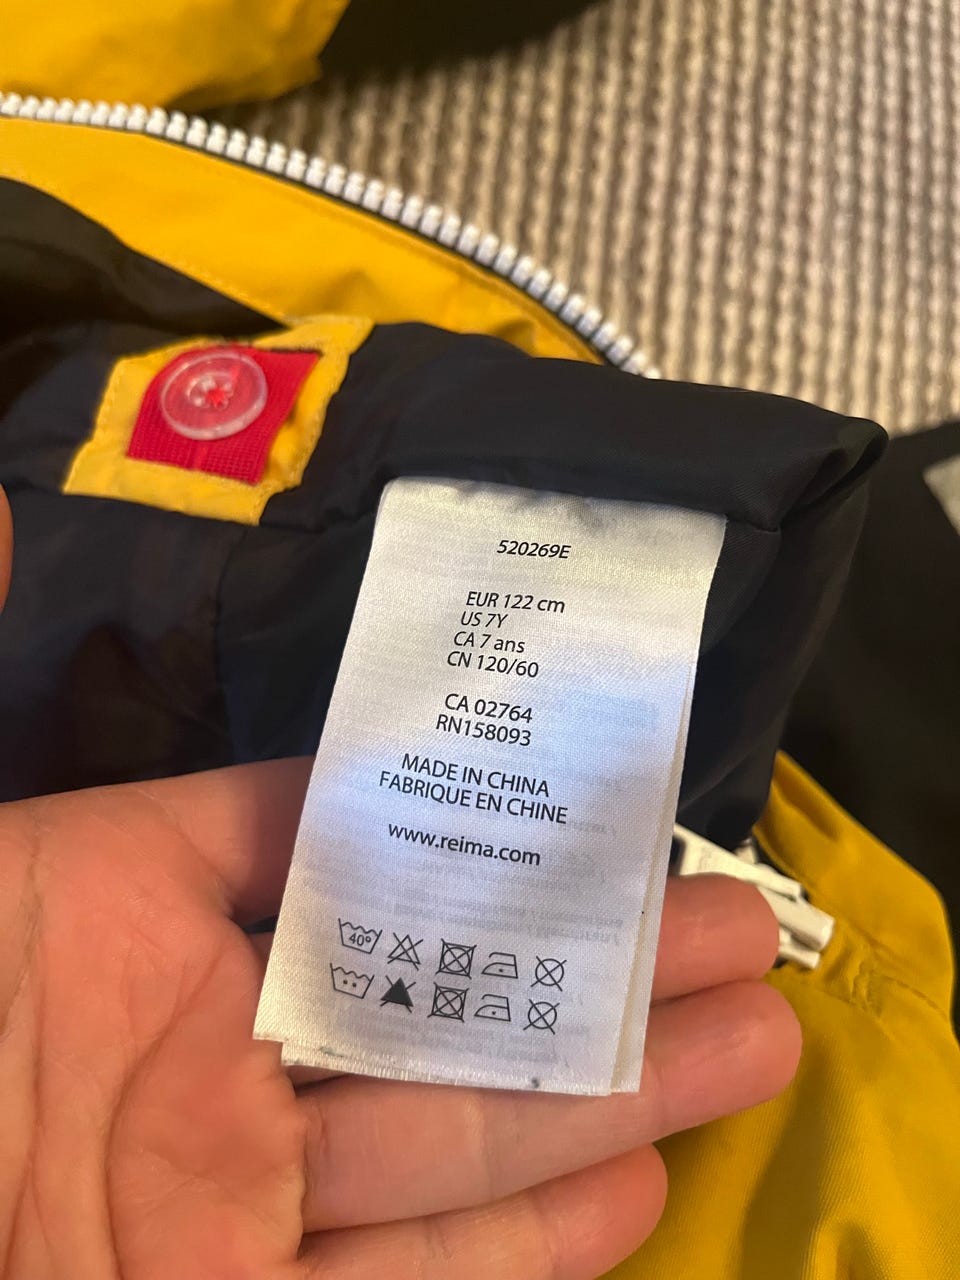 520269E
EUR 122 cm
US 7Y
CA 7 ans
CN 120/60
CA 02764
RN158093
MADE IN CHINA
FABRIQUE EN CHINE
www.reima.com
40°